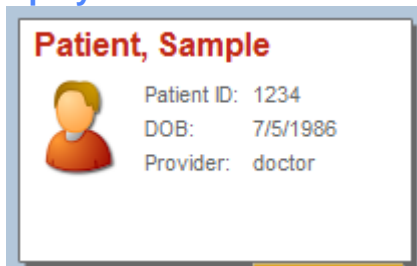 Patient, Sample
Patient ID: 1234
DOB: 7/5/1986
Provider: doctor